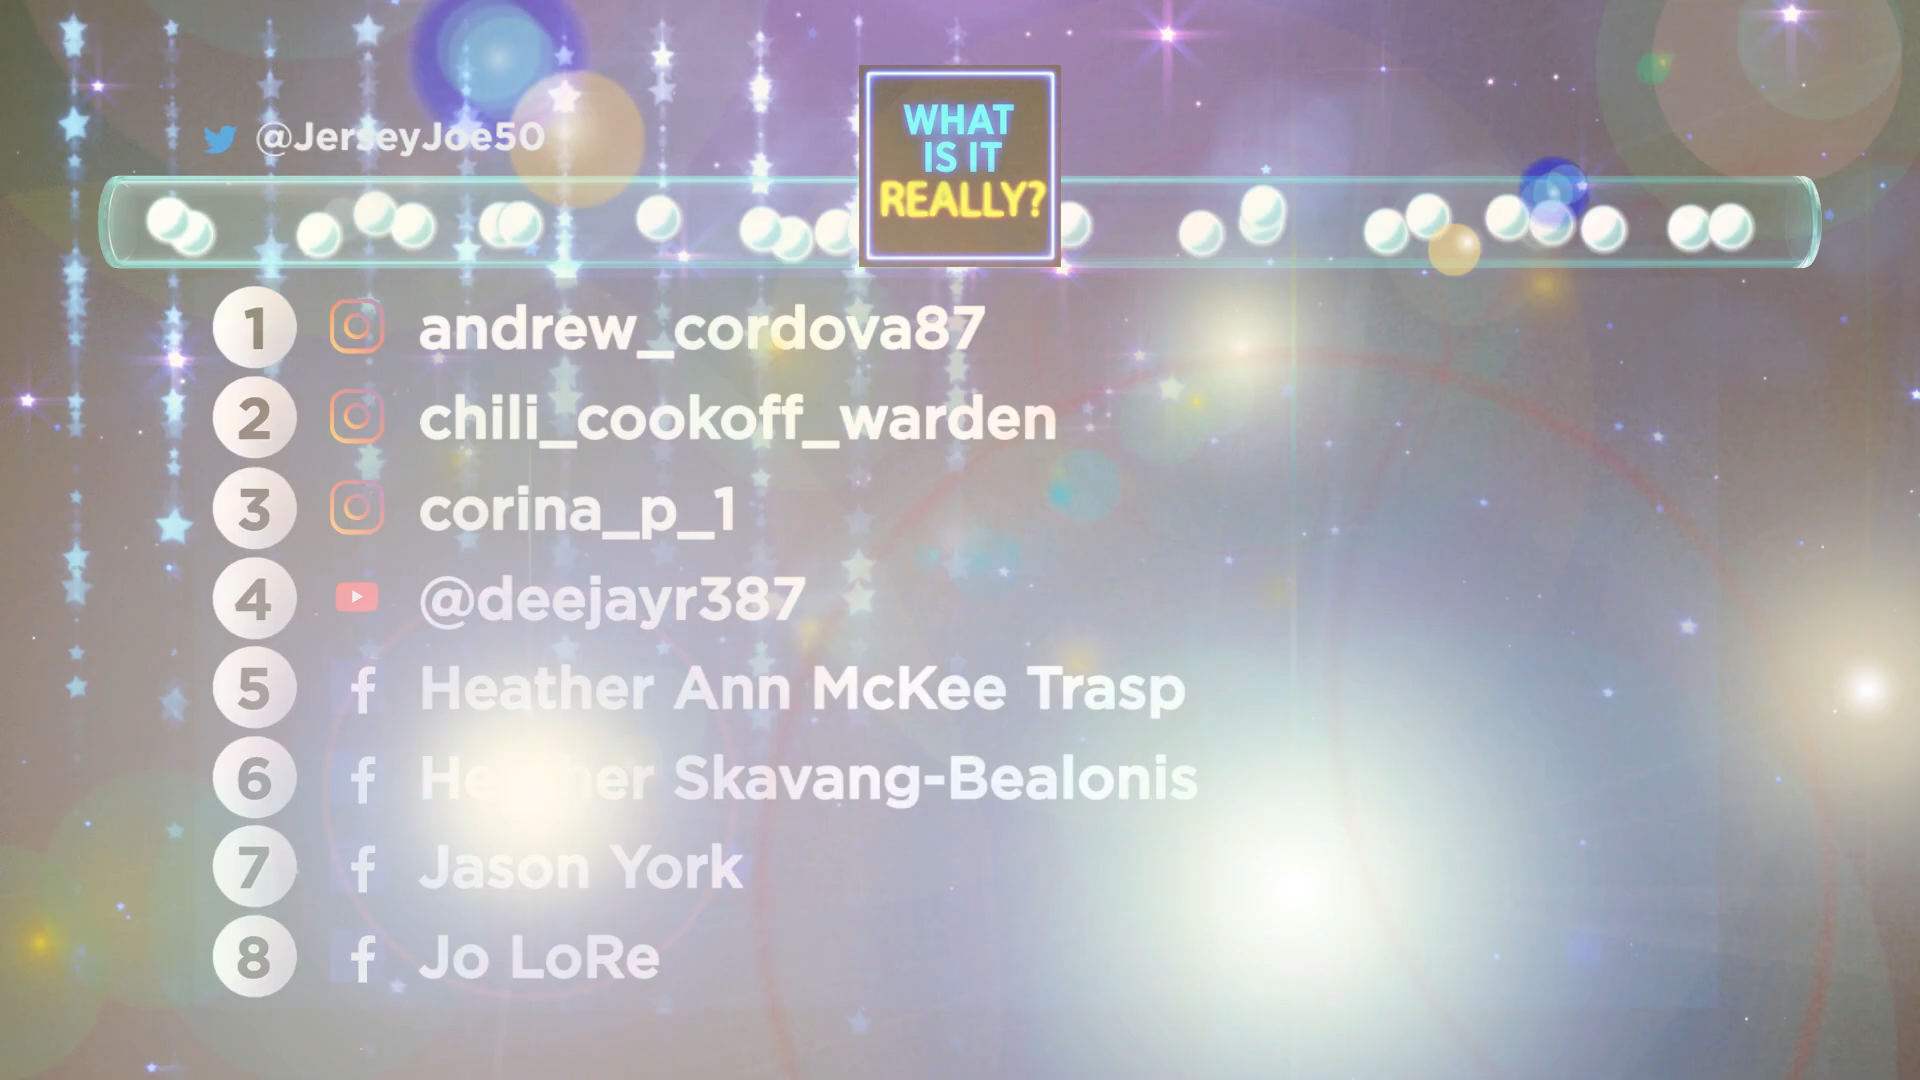 @JerseyJoe50
WHAT
IS IT
REALLY?
1 andrew_cordova87
2 chili_cookoff_warden
3 corina_p_1
4 @deejayr387
5 Heather Ann McKee Trasp
6 Heather Skavang-Bealonis
7 Jason York
8 Jo LoRe